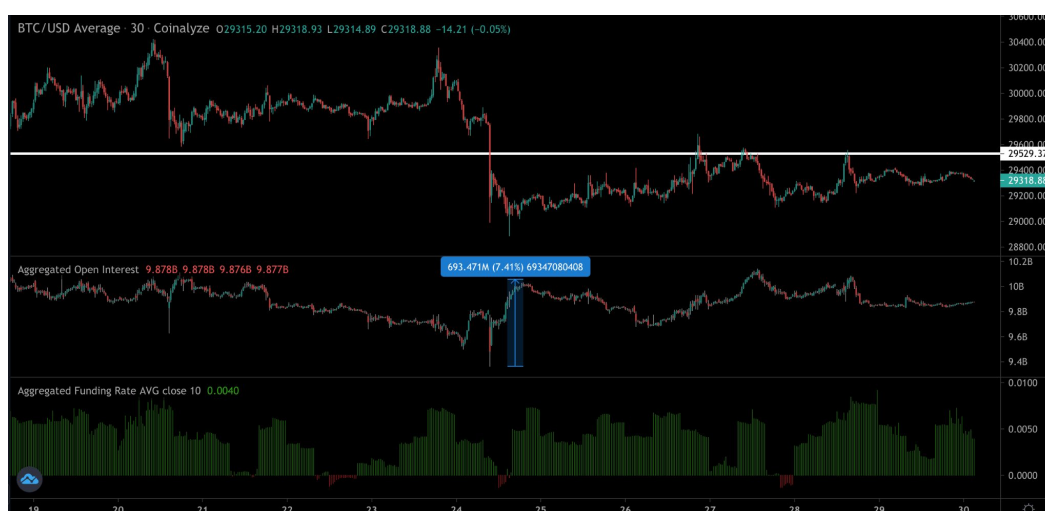 BTC/USD Average · 30 · Coinalyze O29315.20 H29318.93 L29314.89 C29318.88 −14.21 (−0.05%)
30600.00
30400.00
30200.00
30000.00
29800.00
29600.00
29529.37
29400.00
29318.88
29200.00
29000.00
28800.00
Aggregated Open Interest 9.878B 9.878B 9.876B 9.877B
693.471M (7.41%) 69347080408
10.2B
10B
9.8B
9.6B
9.4B
Aggregated Funding Rate AVG close 10 0.0040
0.0100
0.0050
0.0000
19 20 21 22 23 24 25 26 27 28 29 30